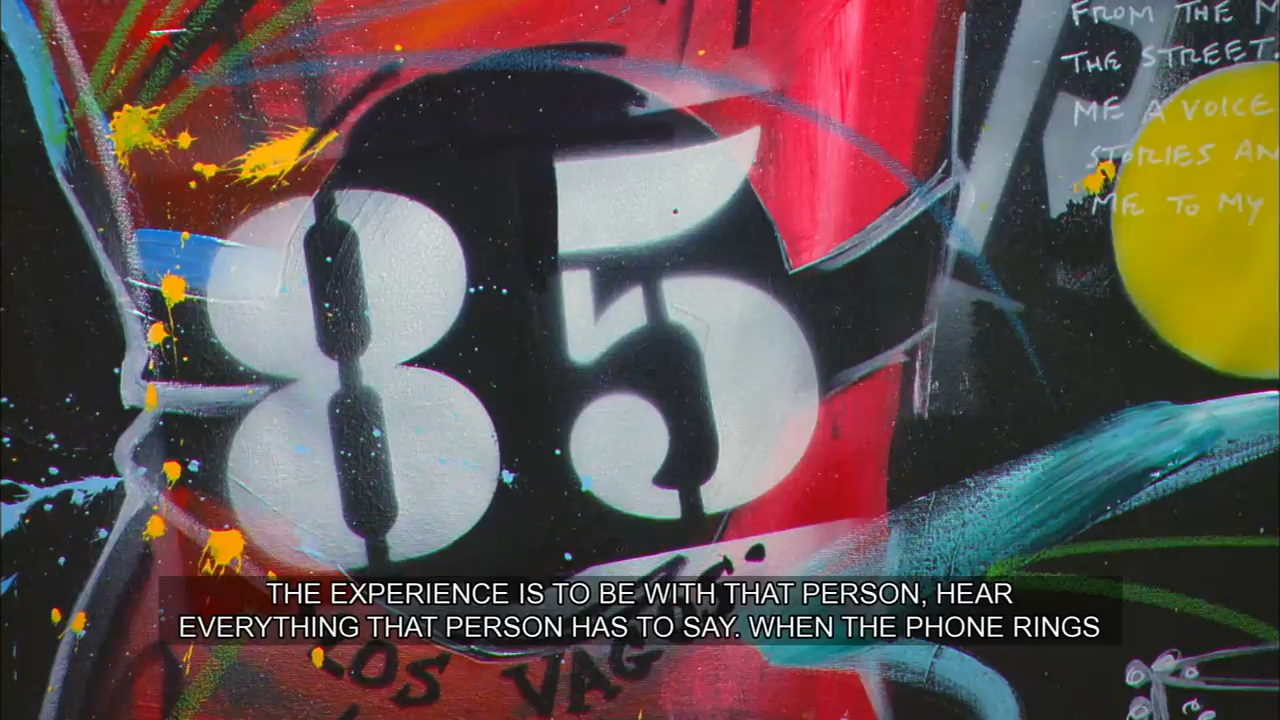 FROM THE
THE STREET
ME A VOICE
STORIES AN
ME TO MY
85
THE EXPERIENCE IS TO BE WITH THAT PERSON, HEAR
EVERYTHING THAT PERSON HAS TO SAY. WHEN THE PHONE RINGS
LOS VAGOS